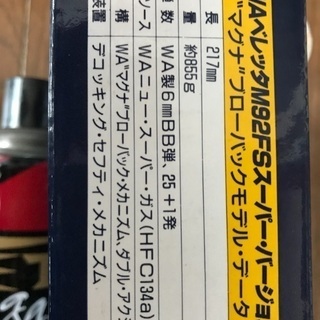 WAベレッタM92FSスーパー・バージョ
"マグナ"ブローバックモデル・データ
長 217mm
量 約855g
数 WA製6mmBB弾、25+1発
ソース WAニュー・スーパー・ガス(HFC134a)
構 WA"マグナ"ブローバック・メカニズム、ダブル・アクシ
装置 デコッキング・セフティ・メカニズム